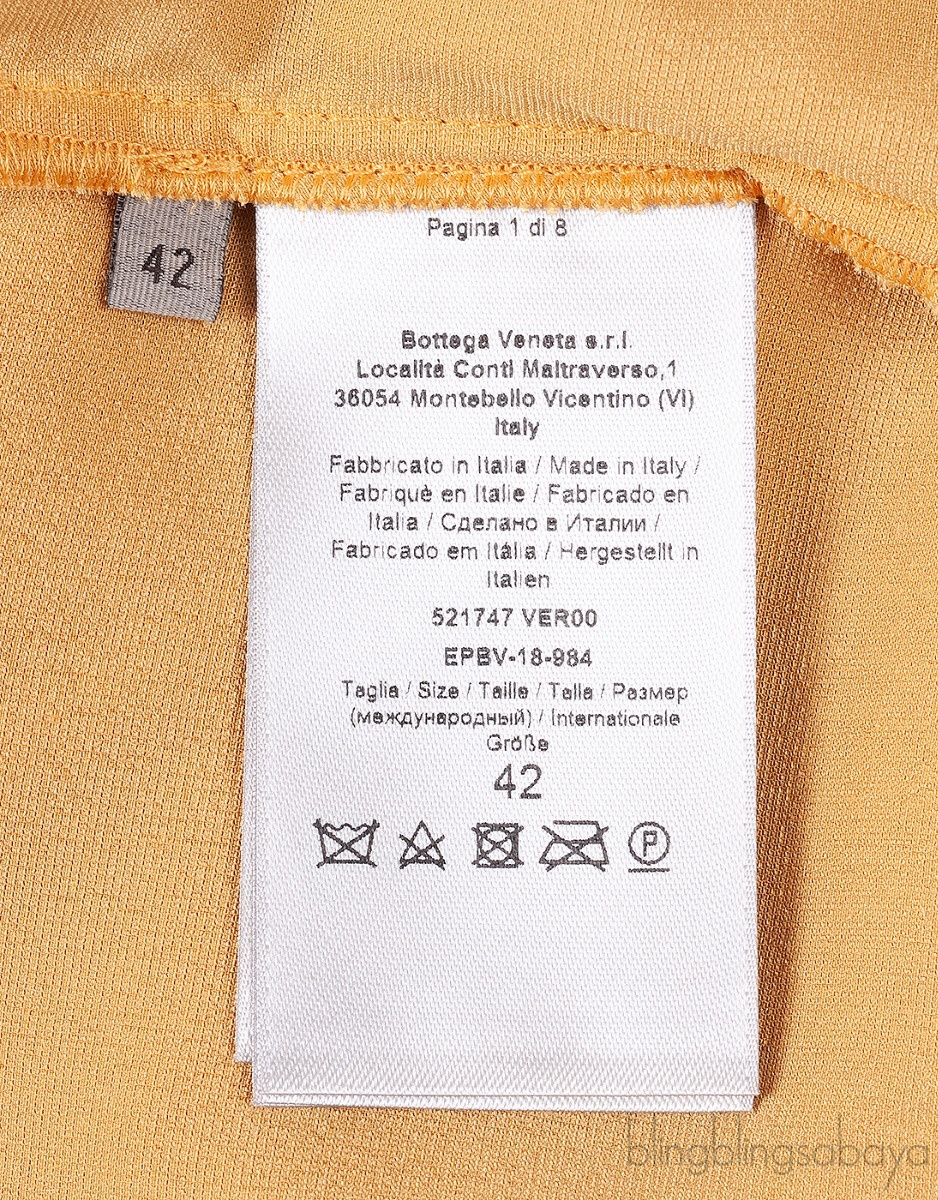 42
Pagina 1 di 8
Bottega Veneta s.r.l.
Località Conti Maltraverso,1
36054 Montebello Vicentino (VI)
Italy
Fabbricato in Italia / Made in Italy /
Fabriquè en Italie / Fabricado en
Italia / Сделано в Италии /
Fabricado em Itália / Hergestellt in
Italien
521747 VER00
EPBV-18-984
Taglia / Size / Taille / Talla / Размер
(международный) / Internationale
Größe
42
P
blingblingsabaya